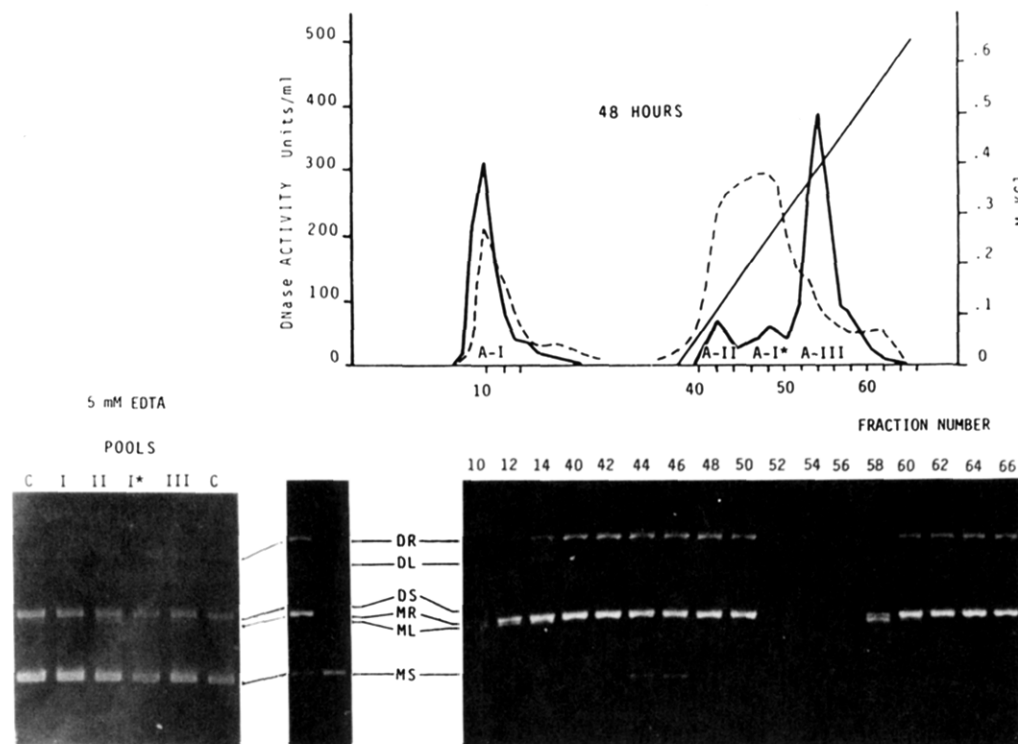 500
400
300
200
100
0
DNase ACTIVITY Units/ml
48 HOURS
.6
.5
.4
.3
.2
.1
0
A-I A-II A-I* A-III
10 40 50 60
FRACTION NUMBER
5 mM EDTA
POOLS
C I II I* III C
10 12 14 40 42 44 46 48 50 52 54 56 58 60 62 64 66
DR
DL
DS
MR
ML
MS